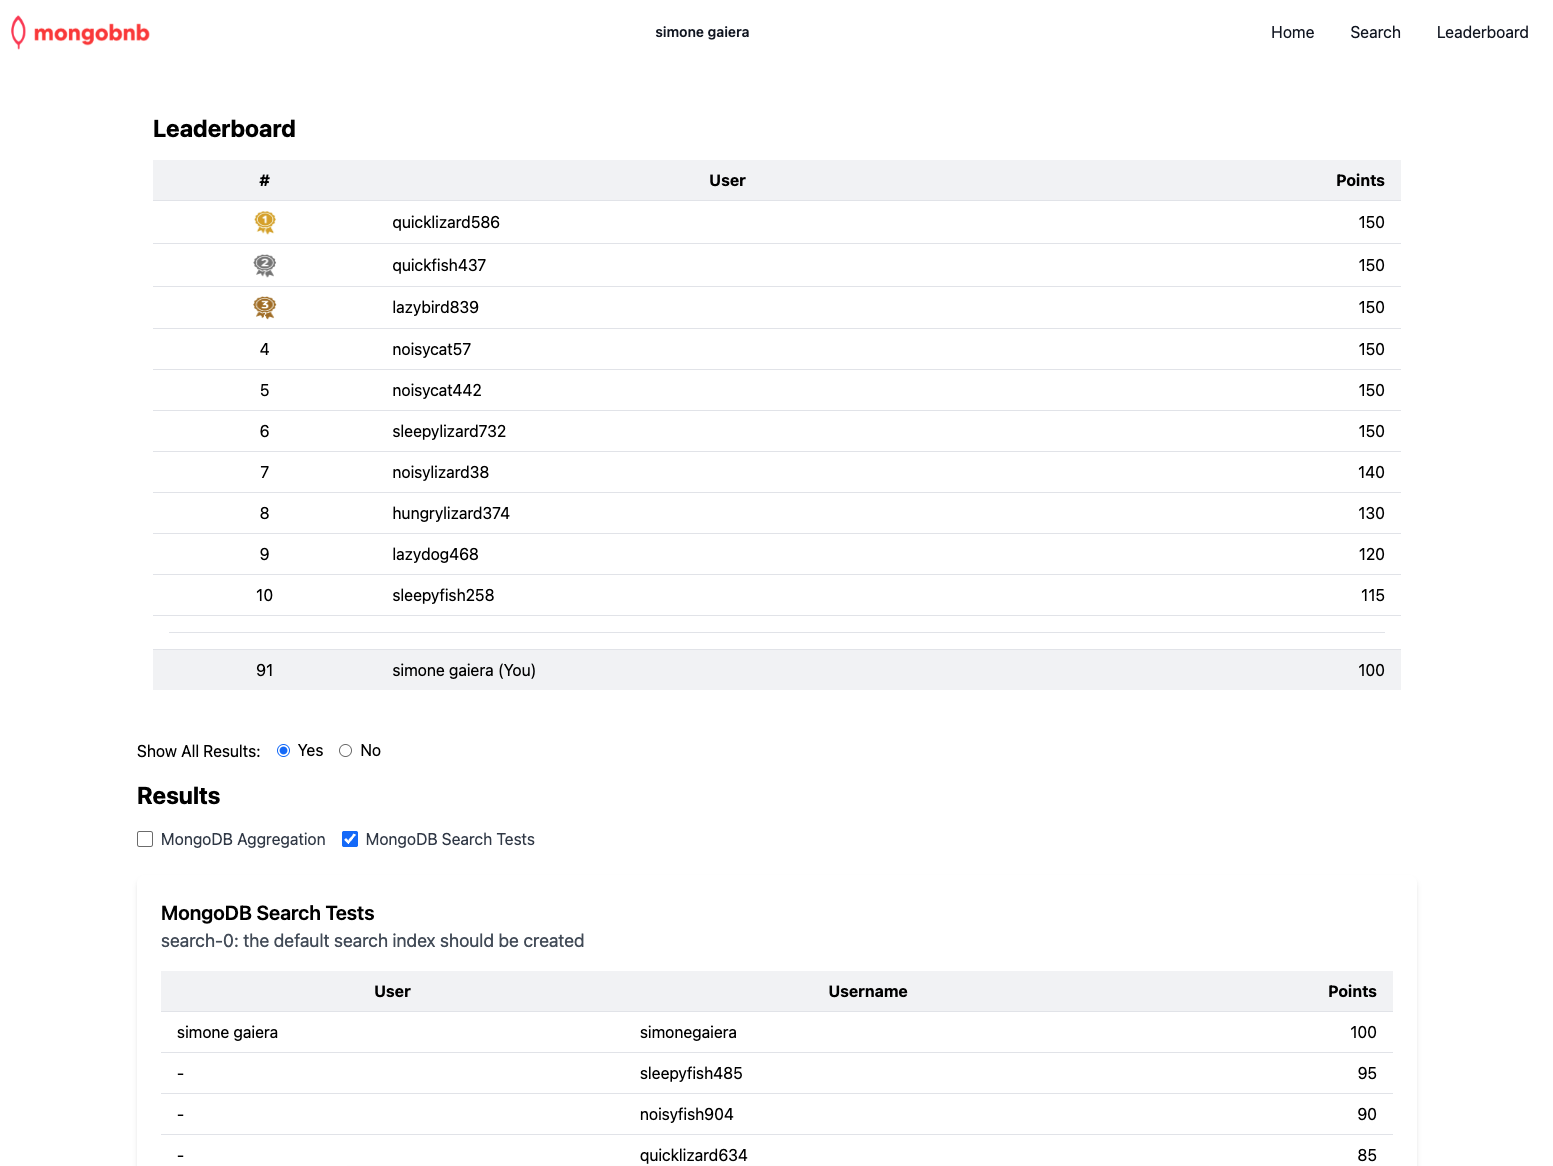 mongobnb
simone gaiera
Home Search Leaderboard
Leaderboard
# User Points
1 quicklizard586 150
2 quickfish437 150
3 lazybird839 150
4 noisycat57 150
5 noisycat442 150
6 sleepylizard732 150
7 noisylizard38 140
8 hungrylizard374 130
9 lazydog468 120
10 sleepyfish258 115
91 simone gaiera (You) 100
Show All Results: Yes No
Results
MongoDB Aggregation MongoDB Search Tests
MongoDB Search Tests
search-0: the default search index should be created
User Username Points
simone gaiera simonegaiera 100
- sleepyfish485 95
- noisyfish904 90
- quicklizard634 85